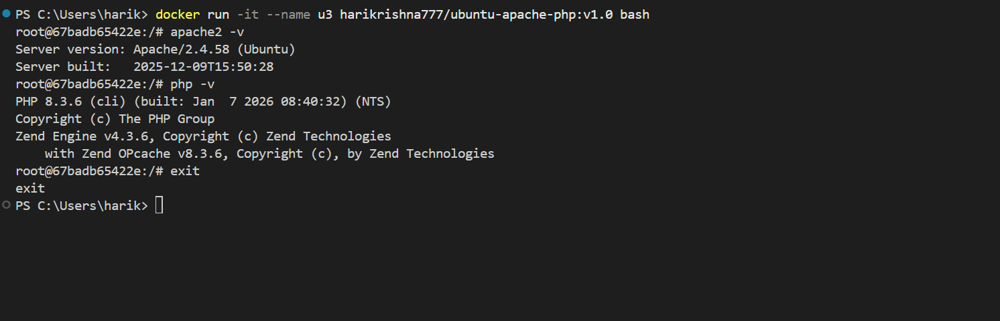 PS C:\Users\harik> docker run -it --name u3 harikrishna777/ubuntu-apache-php:v1.0 bash
root@67badb65422e:/# apache2 -v
Server version: Apache/2.4.58 (Ubuntu)
Server built:   2025-12-09T15:50:28
root@67badb65422e:/# php -v
PHP 8.3.6 (cli) (built: Jan  7 2026 08:40:32) (NTS)
Copyright (c) The PHP Group
Zend Engine v4.3.6, Copyright (c) Zend Technologies
    with Zend OPcache v8.3.6, Copyright (c), by Zend Technologies
root@67badb65422e:/# exit
exit
PS C:\Users\harik>